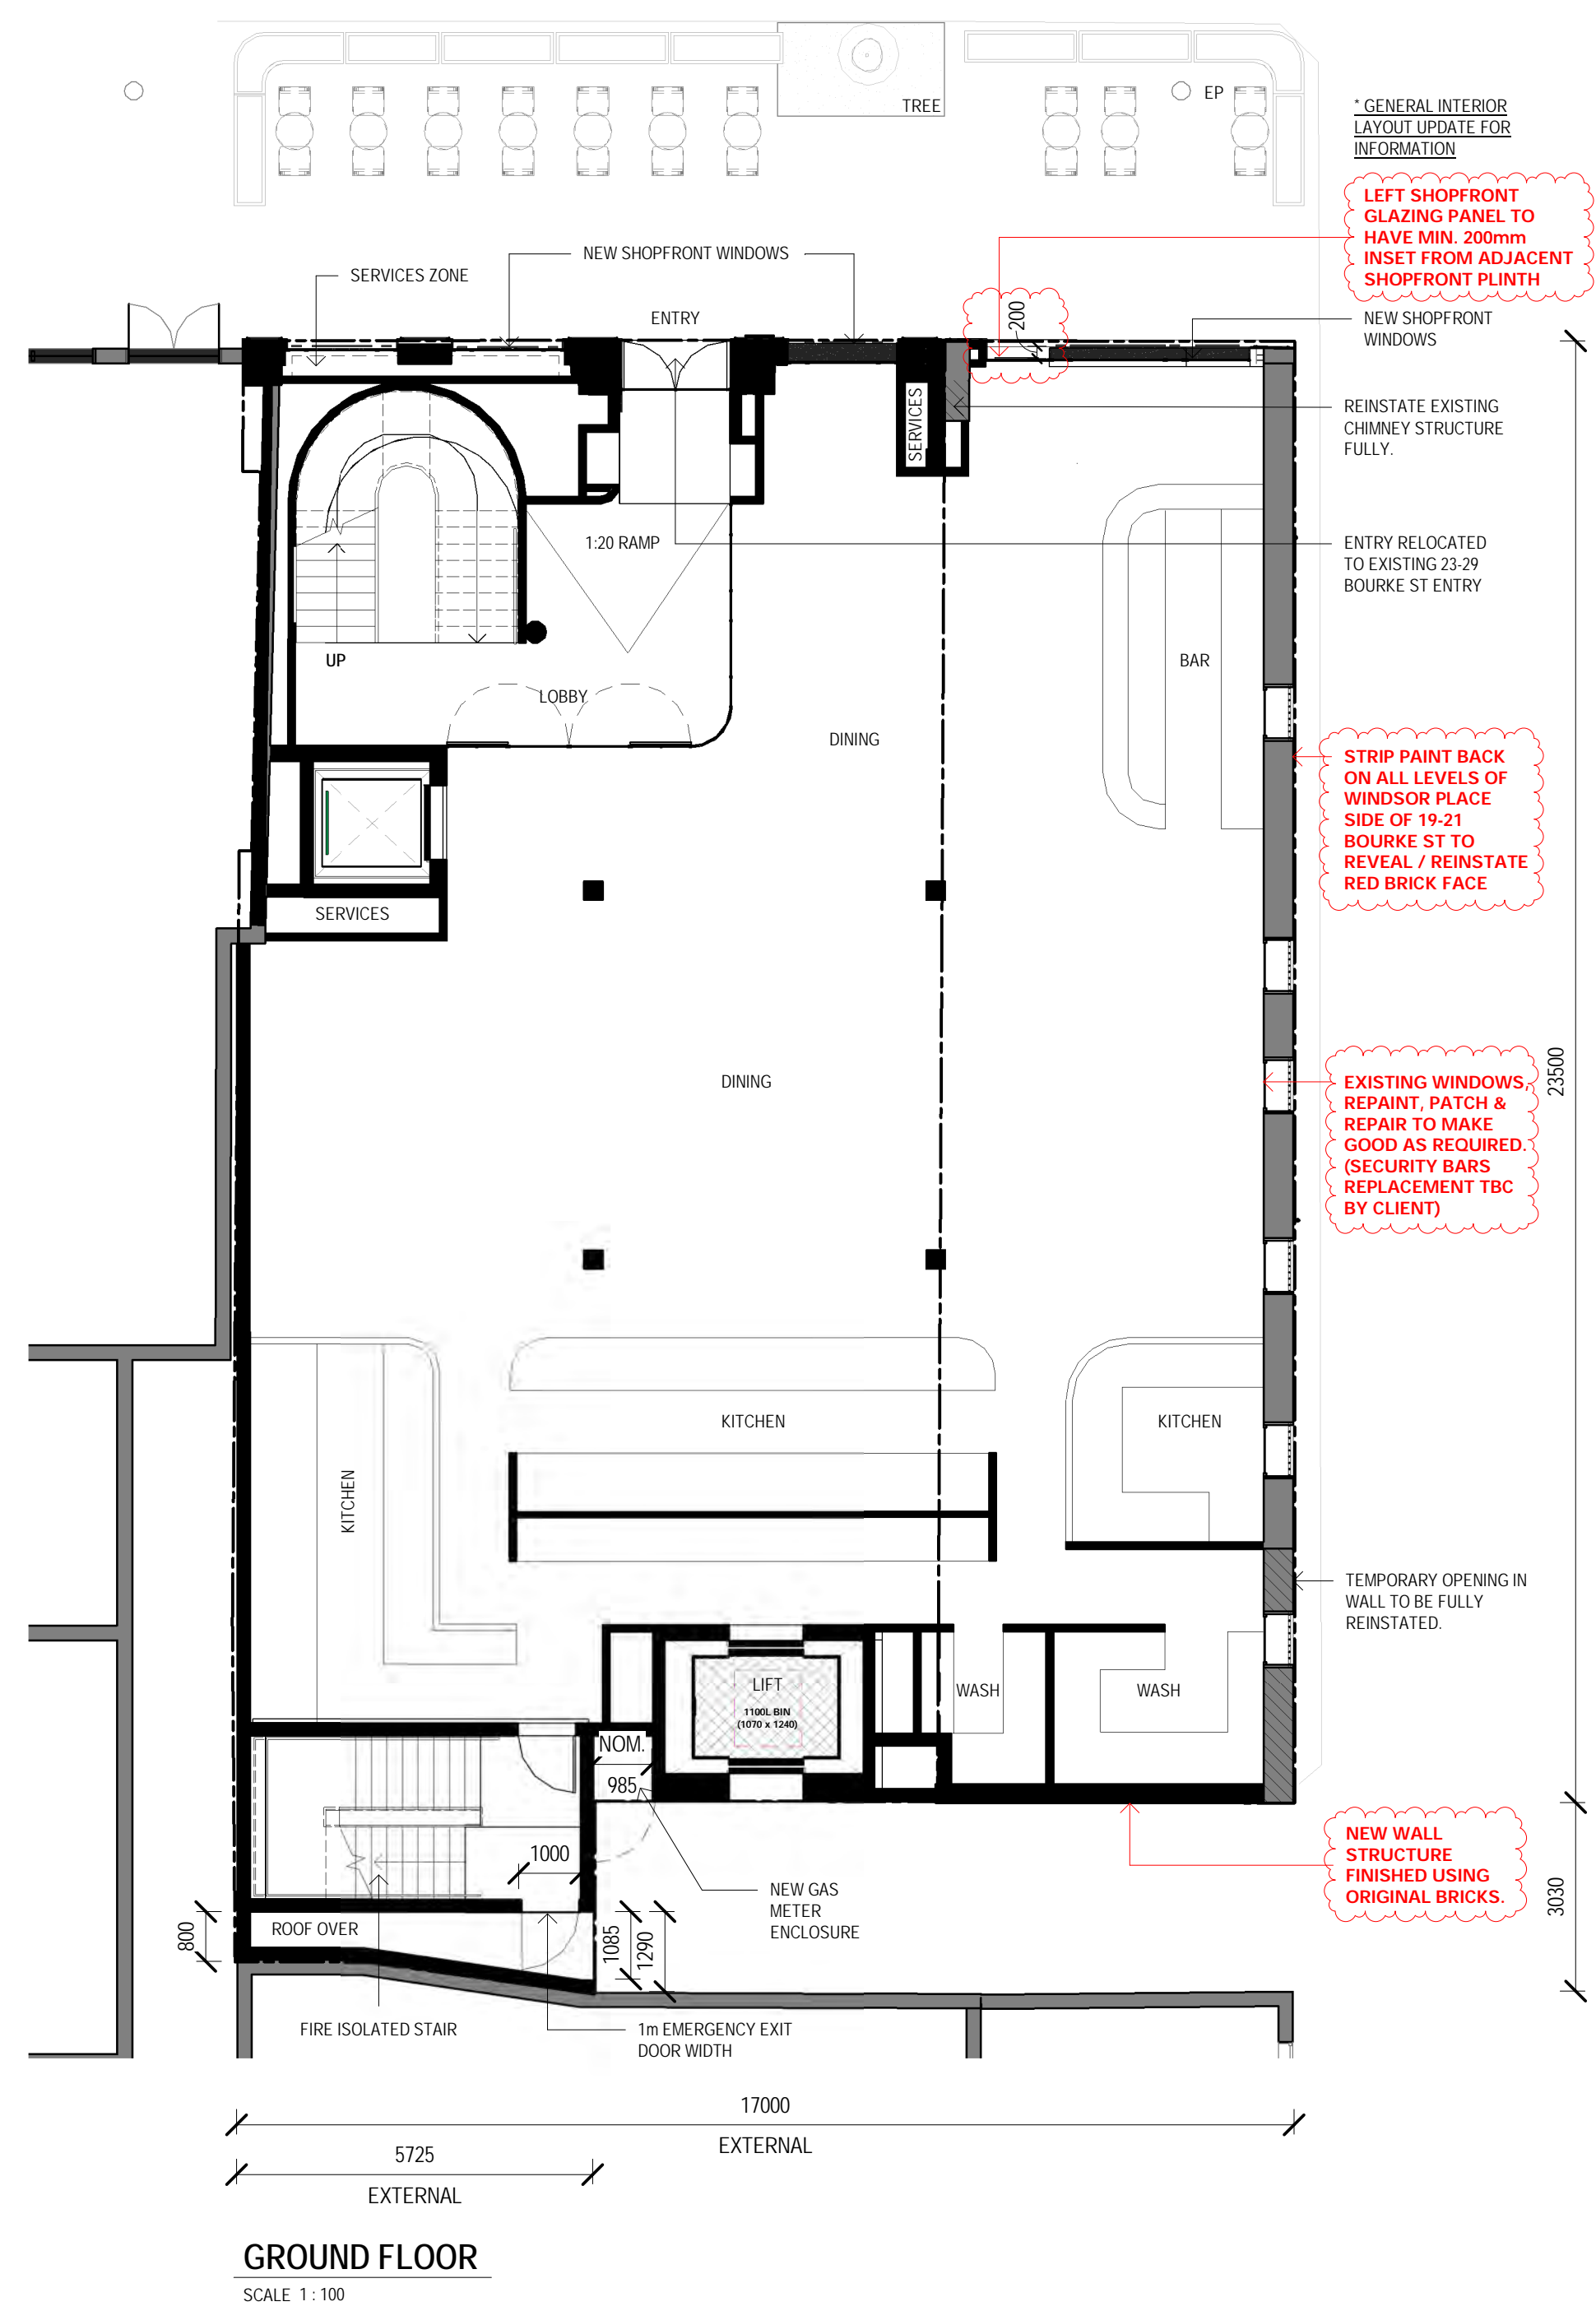 TREE
EP
* GENERAL INTERIOR
LAYOUT UPDATE FOR
INFORMATION
LEFT SHOPFRONT
GLAZING PANEL TO
HAVE MIN. 200mm
INSET FROM ADJACENT
SHOPFRONT PLINTH
NEW SHOPFRONT WINDOWS
SERVICES ZONE
ENTRY
200
NEW SHOPFRONT
WINDOWS
SERVICES
REINSTATE EXISTING
CHIMNEY STRUCTURE
FULLY.
1:20 RAMP
ENTRY RELOCATED
TO EXISTING 23-29
BOURKE ST ENTRY
UP
BAR
LOBBY
DINING
STRIP PAINT BACK
ON ALL LEVELS OF
WINDSOR PLACE
SIDE OF 19-21
BOURKE ST TO
REVEAL / REINSTATE
RED BRICK FACE
SERVICES
DINING
23500
EXISTING WINDOWS,
REPAINT, PATCH &
REPAIR TO MAKE
GOOD AS REQUIRED.
(SECURITY BARS
REPLACEMENT TBC
BY CLIENT)
KITCHEN
KITCHEN
KITCHEN
TEMPORARY OPENING IN
WALL TO BE FULLY
REINSTATED.
LIFT
1100L BIN
(1070 x 1240)
WASH
WASH
NOM.
985
NEW WALL
STRUCTURE
FINISHED USING
ORIGINAL BRICKS.
1000
NEW GAS
METER
ENCLOSURE
3030
ROOF OVER
800
1085
1290
FIRE ISOLATED STAIR
1m EMERGENCY EXIT
DOOR WIDTH
17000
EXTERNAL
5725
EXTERNAL
GROUND FLOOR
SCALE 1 : 100